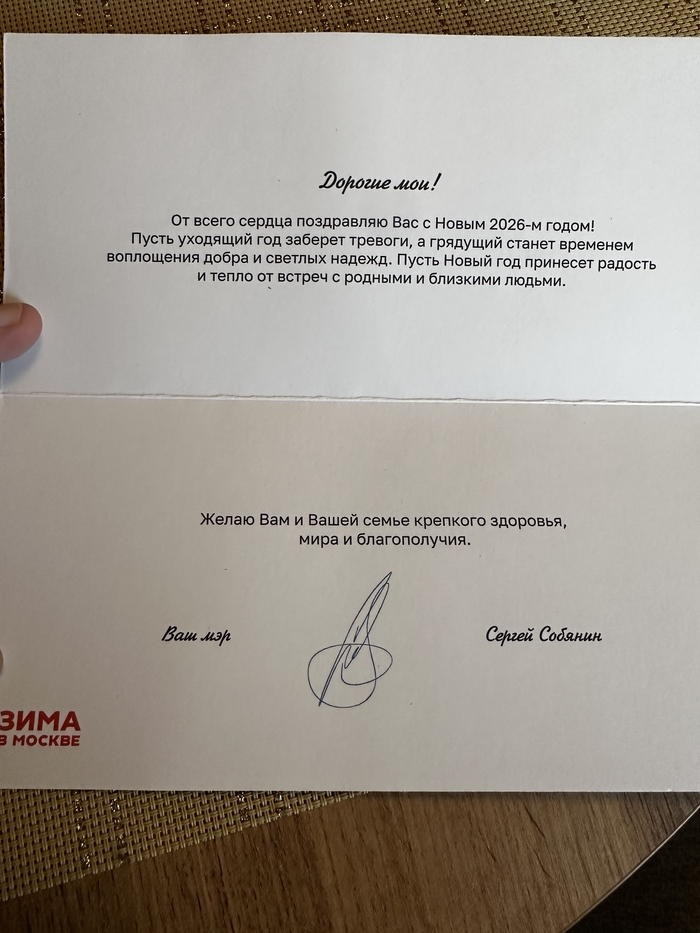 Дорогие мои!
От всего сердца поздравляю Вас с Новым 2026-м годом!
Пусть уходящий год заберет тревоги, а грядущий станет временем
воплощения добра и светлых надежд. Пусть Новый год принесет радость
и тепло от встреч с родными и близкими людьми.
Желаю Вам и Вашей семье крепкого здоровья,
мира и благополучия.
Ваш мэр
Сергей Собянин
ЗИМА
В МОСКВЕ